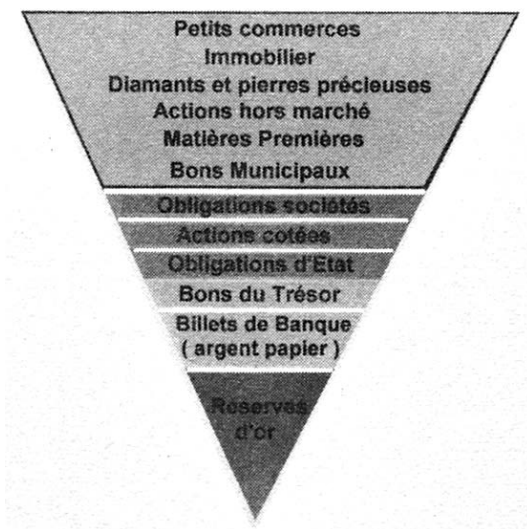 Petits commerces
Immobilier
Diamants et pierres précieuses
Actions hors marché
Matières Premières
Bons Municipaux
Obligations sociétés
Actions cotées
Obligations d'Etat
Bons du Trésor
Billets de Banque
( argent papier )
Reserves
d'or